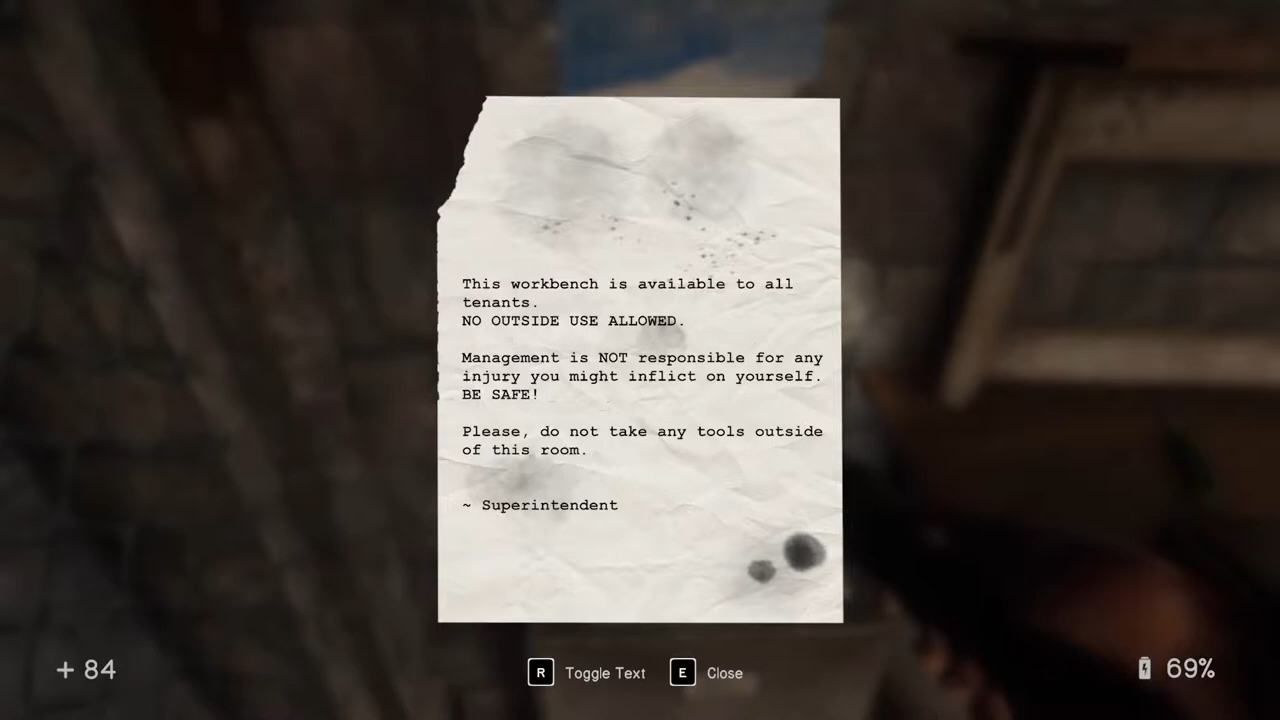 This workbench is available to all
tenants.
NO OUTSIDE USE ALLOWED.
Management is NOT responsible for any
injury you might inflict on yourself.
BE SAFE!
Please, do not take any tools outside
of this room.
~ Superintendent
+ 84
R Toggle Text E Close
69%